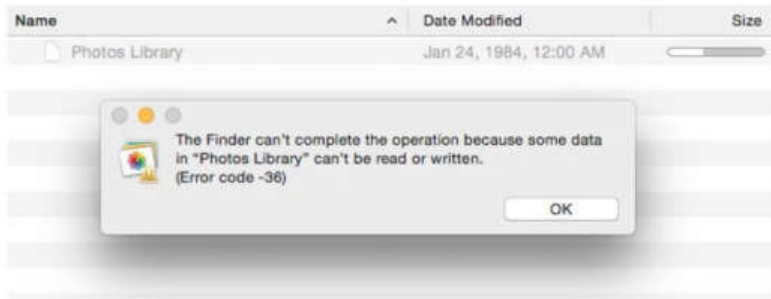 Name Date Modified Size
Photos Library Jan 24, 1984, 12:00 AM
The Finder can't complete the operation because some data
in "Photos Library" can't be read or written.
(Error code -36)
OK